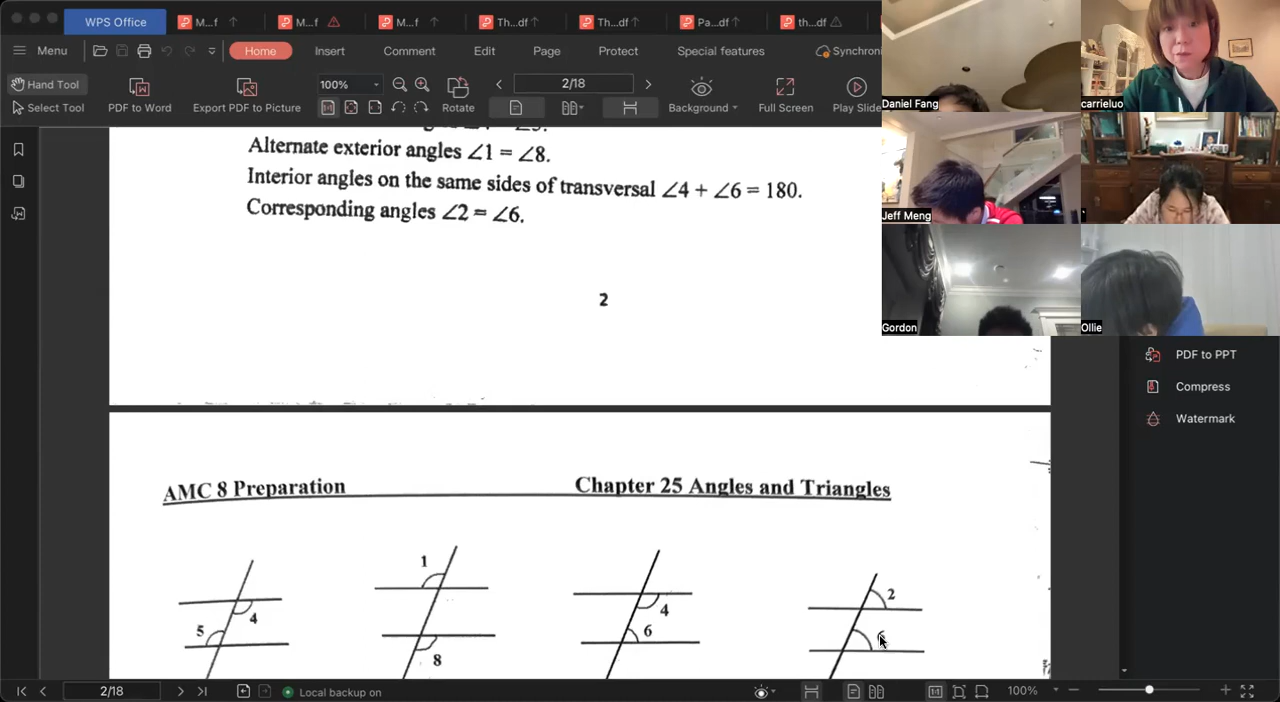 WPS Office M...f M...f M...f Th...df Th...df Pa...df th...df
Menu Home Insert Comment Edit Page Protect Special features Synchroni
Hand Tool 100% 2/18
Select Tool PDF to Word Export PDF to Picture Rotate Background Full Screen Play Slide
Daniel Fang
carrieluo
Jeff Meng
Gordon
Ollie
Alternate exterior angles ∠1 = ∠8.
Interior angles on the same sides of transversal ∠4 + ∠6 = 180.
Corresponding angles ∠2 = ∠6.
2
PDF to PPT
Compress
Watermark
AMC 8 Preparation Chapter 25 Angles and Triangles
1
2
4
4
5
6
6
8
2/18 Local backup on 100%